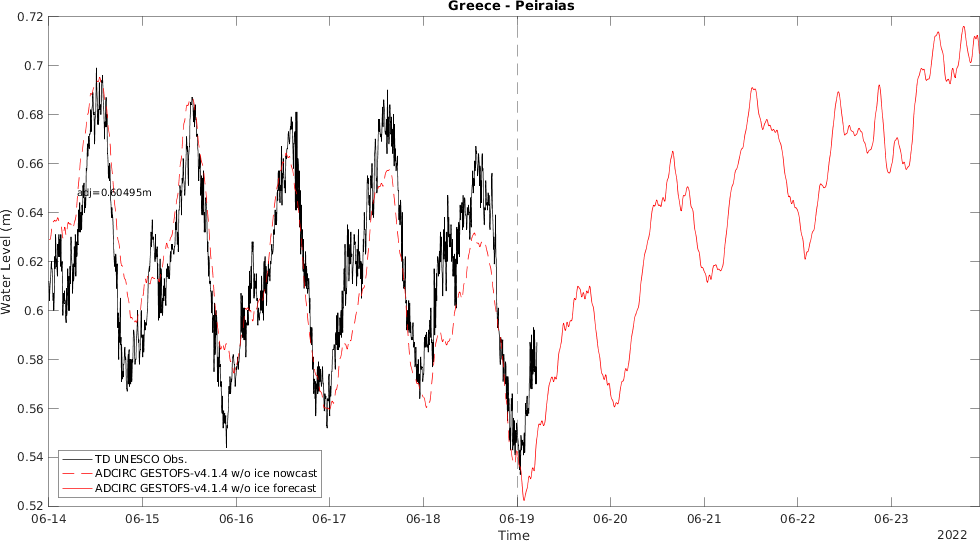 Greece - Peiraias
0.72
0.7
0.68
0.66
0.64
0.62
0.6
0.58
0.56
0.54
0.52
Water Level (m)
adj=0.60495m
TD UNESCO Obs.
ADCIRC GESTOFS-v4.1.4 w/o ice nowcast
ADCIRC GESTOFS-v4.1.4 w/o ice forecast
06-14 06-15 06-16 06-17 06-18 06-19 06-20 06-21 06-22 06-23
Time
2022